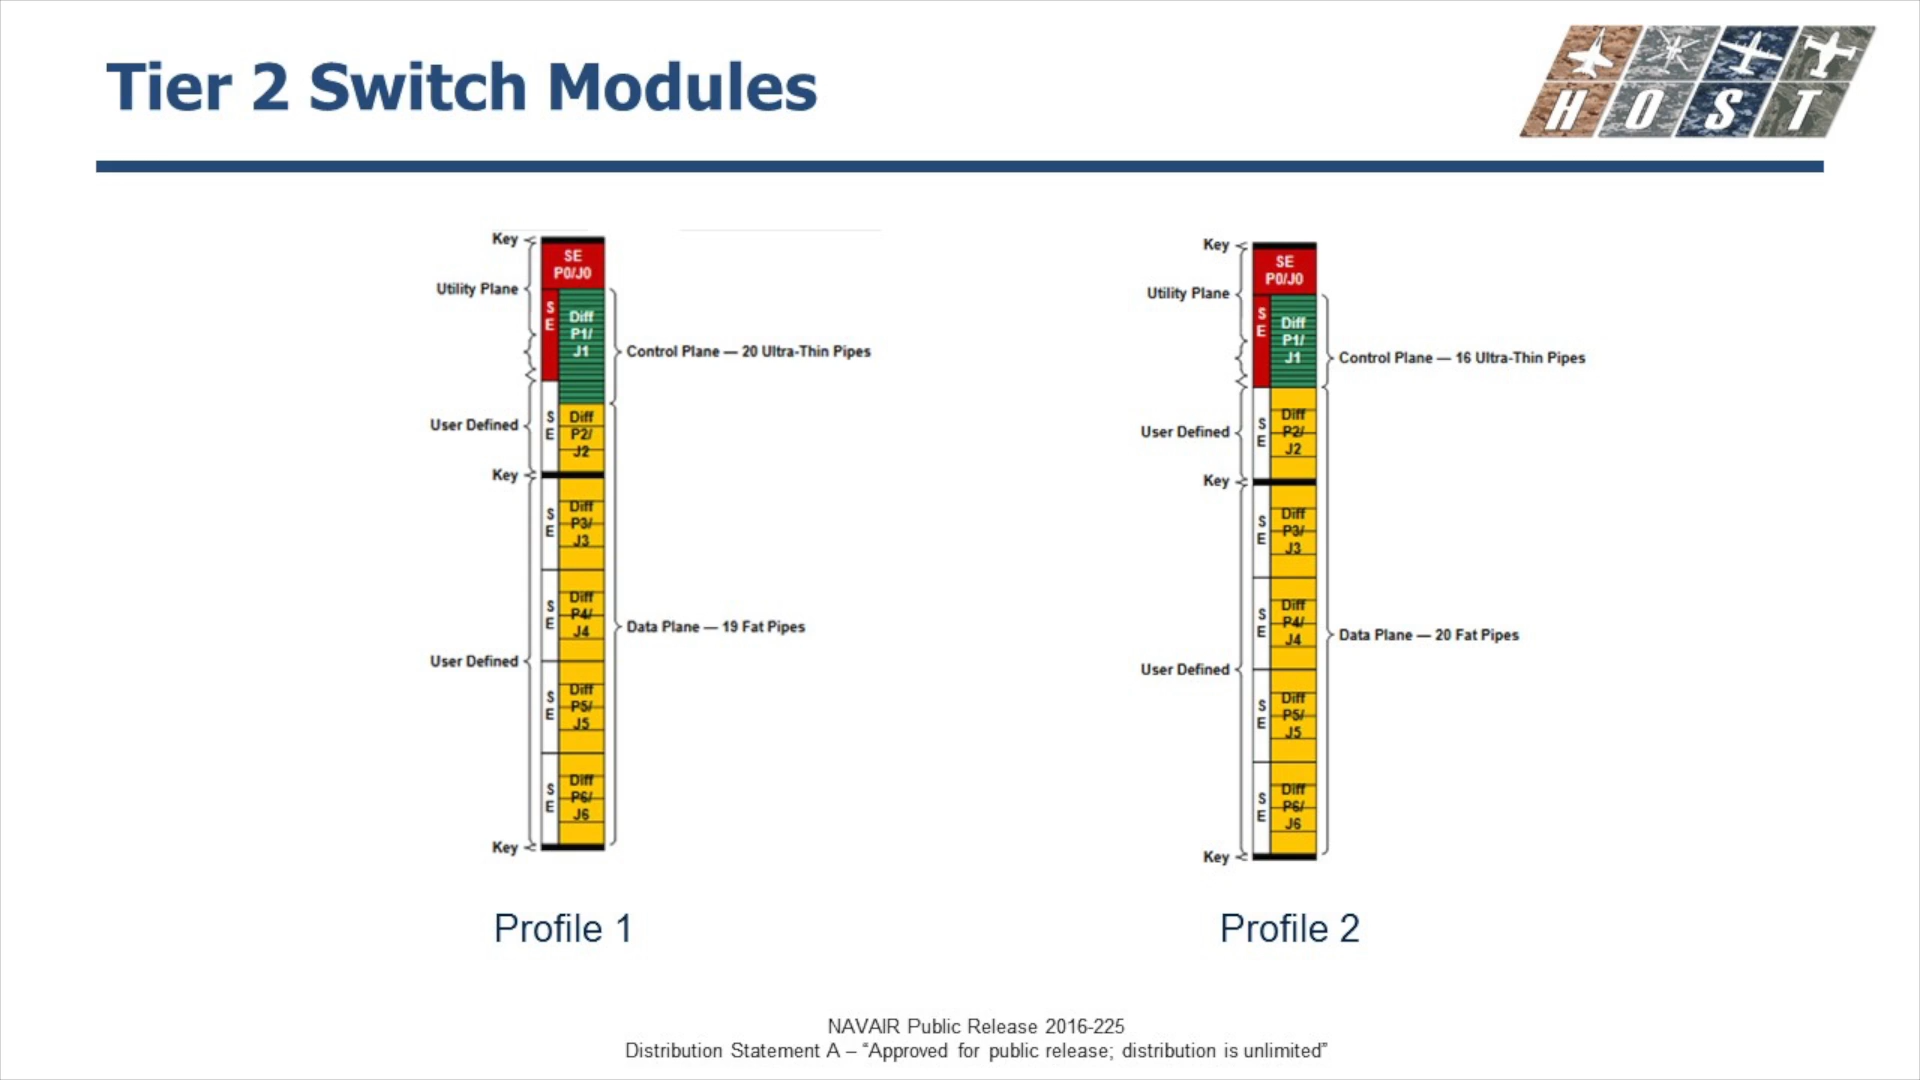 Tier 2 Switch Modules
H O S T
Key
SE
P0/J0
Utility Plane
S
E
Diff
P1/
J1
Control Plane — 20 Ultra-Thin Pipes
User Defined
S
E
Diff
P2/
J2
Key
S
E
Diff
P3/
J3
S
E
Diff
P4/
J4
Data Plane — 19 Fat Pipes
User Defined
S
E
Diff
P5/
J5
S
E
Diff
P6/
J6
Key
Profile 1
Key
SE
P0/J0
Utility Plane
S
E
Diff
P1/
J1
Control Plane — 16 Ultra-Thin Pipes
User Defined
S
E
Diff
P2/
J2
Key
S
E
Diff
P3/
J3
S
E
Diff
P4/
J4
Data Plane — 20 Fat Pipes
User Defined
S
E
Diff
P5/
J5
S
E
Diff
P6/
J6
Key
Profile 2
NAVAIR Public Release 2016-225
Distribution Statement A – “Approved for public release; distribution is unlimited”